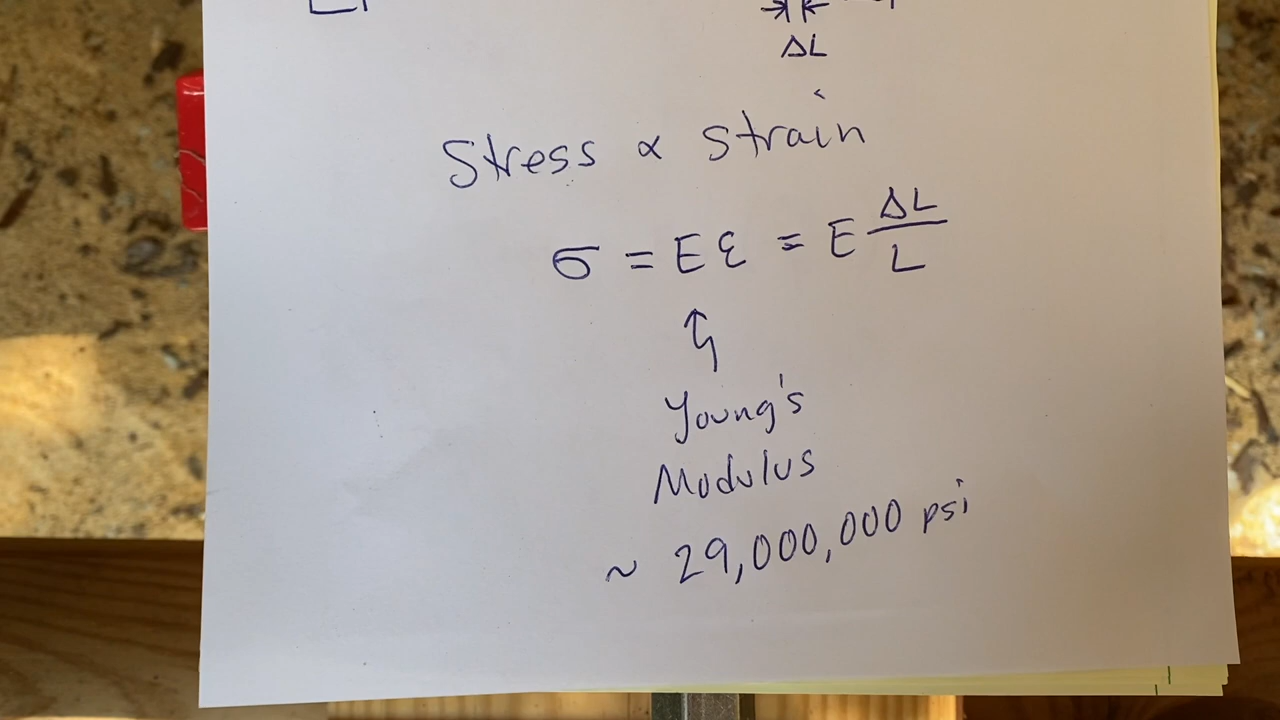 ΔL
Stress ∝ Strain
σ = Eε = E ΔL/L
Young's
Modulus
~ 29,000,000 psi